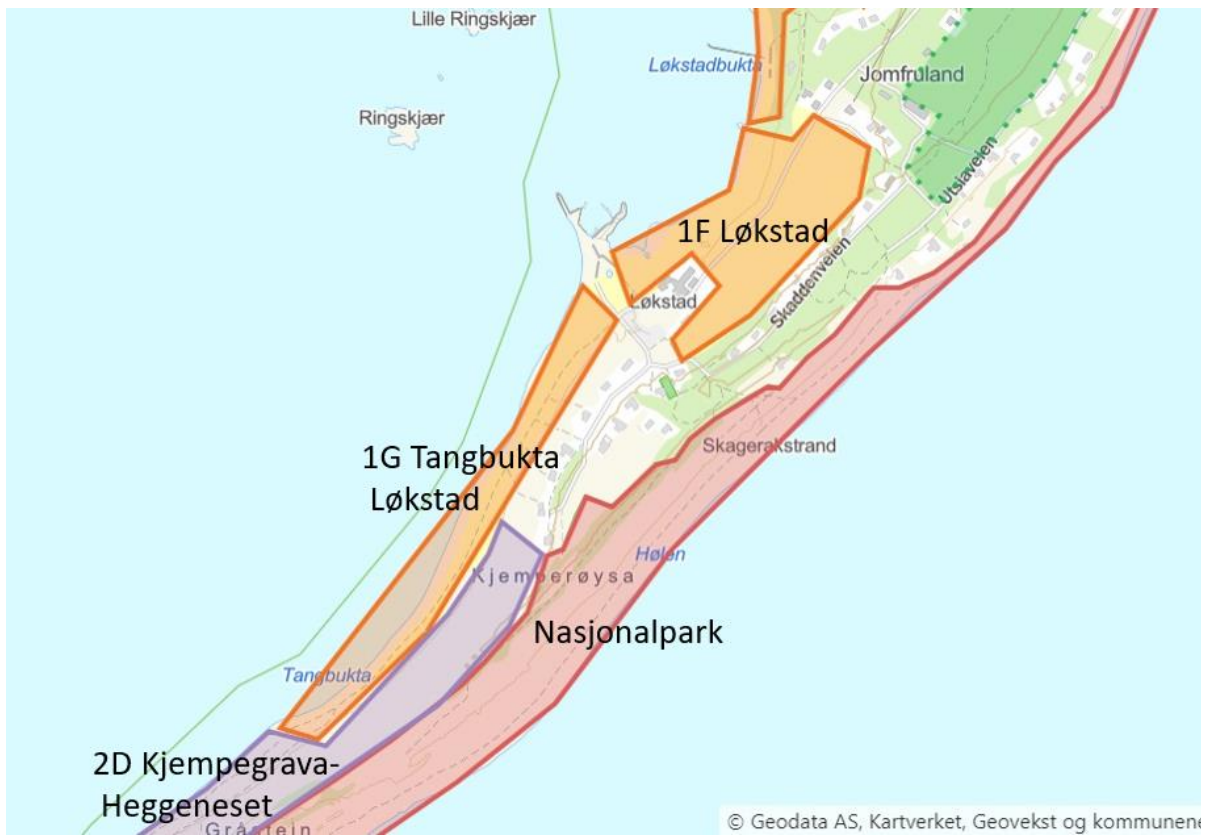 Lille Ringskjær
Løkstadbukta
Jomfruland
Ringskjær
Utsiaveien
1F Løkstad
Skaddenveien
Løkstad
Skagerakstrand
1G Tangbukta
Løkstad
Hølen
Kjemperøysa
Nasjonalpark
Tangbukta
2D Kjempegrava-
Heggeneset
Gråstein
© Geodata AS, Kartverket, Geovekst og kommunene